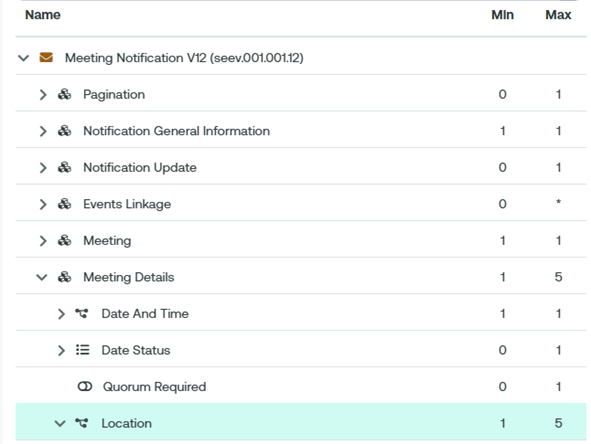 Name Min Max
Meeting Notification V12 (seev.001.001.12)
Pagination 0 1
Notification General Information 1 1
Notification Update 0 1
Events Linkage 0 *
Meeting 1 1
Meeting Details 1 5
Date And Time 1 1
Date Status 0 1
Quorum Required 0 1
Location 1 5